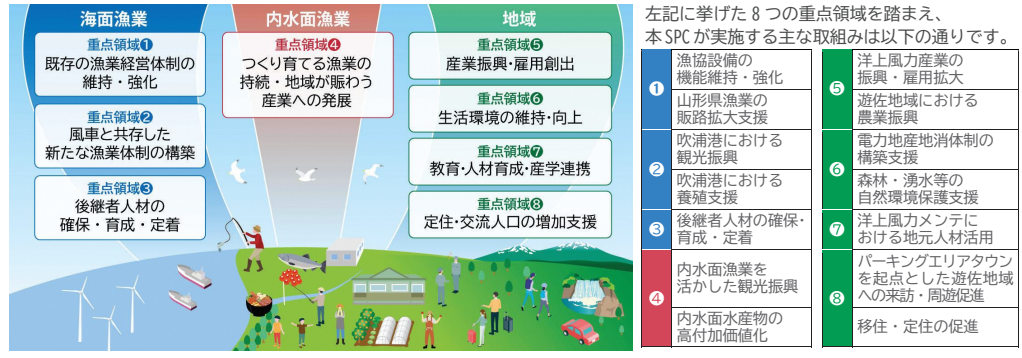 海面漁業
重点領域❶
既存の漁業経営体制の
維持・強化
重点領域❷
風車と共存した
新たな漁業体制の構築
重点領域❸
後継者人材の
確保・育成・定着
内水面漁業
重点領域❹
つくり育てる漁業の
持続・地域が賑わう
産業への発展
地域
重点領域❺
産業振興・雇用創出
重点領域❻
生活環境の維持・向上
重点領域❼
教育・人材育成・産学連携
重点領域❽
定住・交流人口の増加支援
左記に挙げた 8 つの重点領域を踏まえ、
本SPCが実施する主な取組みは以下の通りです。
❶
漁協設備の
機能維持・強化
山形県漁業の
販路拡大支援
❷
吹浦港における
観光振興
吹浦港における
養殖支援
❸
後継者人材の確保・
育成・定着
❹
内水面漁業を
活かした観光振興
内水面水産物の
高付加価値化
❺
洋上風力産業の
振興・雇用拡大
遊佐地域における
農業振興
❻
電力地産地消体制の
構築支援
森林・湧水等の
自然環境保護支援
❼
洋上風力メンテに
おける地元人材活用
❽
パーキングエリアタウン
を起点とした遊佐地域
への来訪・周遊促進
移住・定住の促進